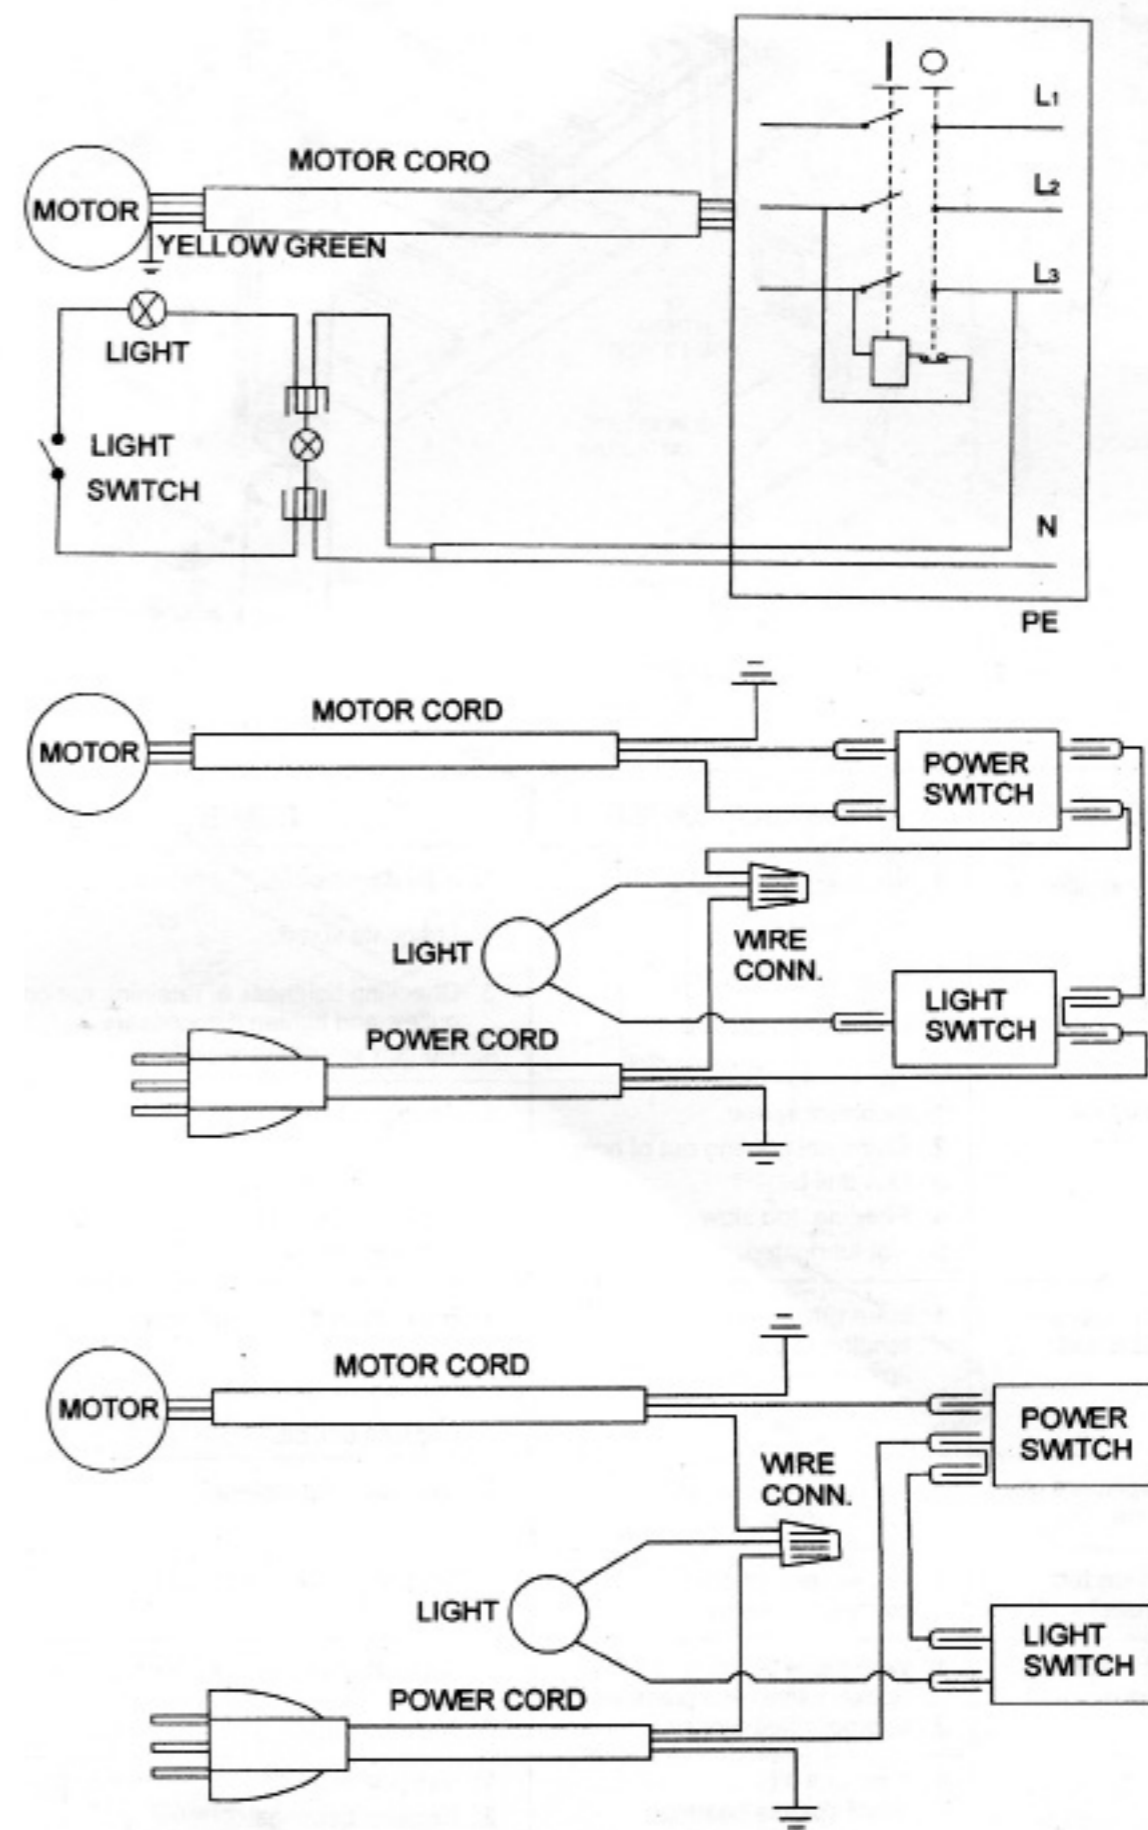 L1
MOTOR CORO
L2
MOTOR
YELLOW GREEN
L3
LIGHT
LIGHT
SWITCH
N
PE
MOTOR CORD
MOTOR
POWER
SWITCH
WIRE
CONN.
LIGHT
LIGHT
SWITCH
POWER CORD
MOTOR CORD
MOTOR
POWER
SWITCH
WIRE
CONN.
LIGHT
LIGHT
SWITCH
POWER CORD